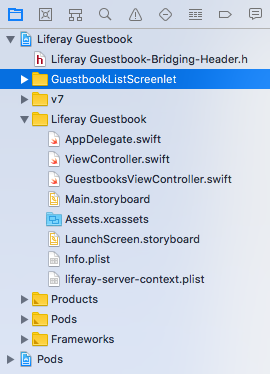 Liferay Guestbook
Liferay Guestbook-Bridging-Header.h
GuestbookListScreenlet
v7
Liferay Guestbook
AppDelegate.swift
ViewController.swift
GuestbooksViewController.swift
Main.storyboard
Assets.xcassets
LaunchScreen.storyboard
Info.plist
liferay-server-context.plist
Products
Pods
Frameworks
Pods